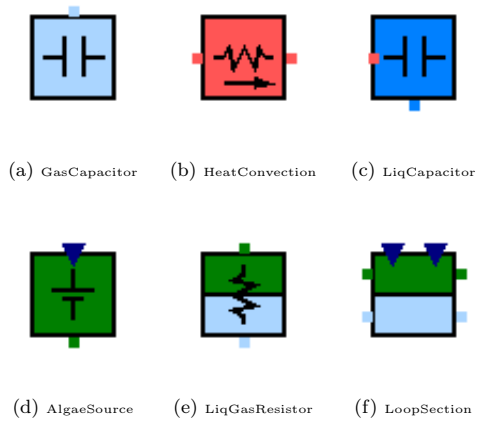 (a) GasCapacitor (b) HeatConvection (c) LiqCapacitor
(d) AlgaeSource (e) LiqGasResistor (f) LoopSection